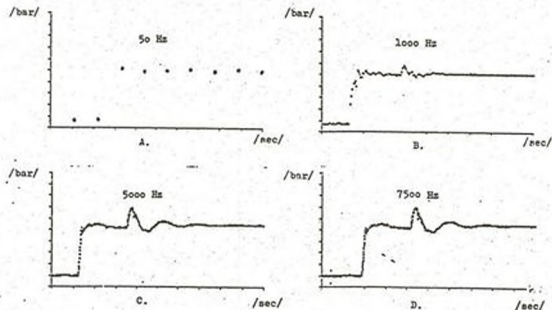 /bar/
50 Hz
A.
/sec/
/bar/
1000 Hz
B.
/sec/
/bar/
5000 Hz
C.
/sec/
/bar/
7500 Hz
D.
/sec/